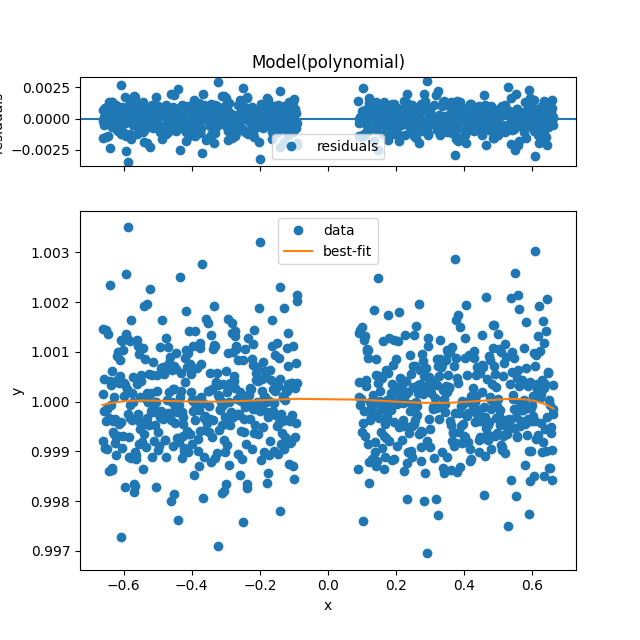 Model(polynomial)
0.0025
0.0000
−0.0025
residuals
residuals
data
best-fit
1.003
1.002
1.001
1.000
0.999
0.998
0.997
y
−0.6
−0.4
−0.2
0.0
0.2
0.4
0.6
x